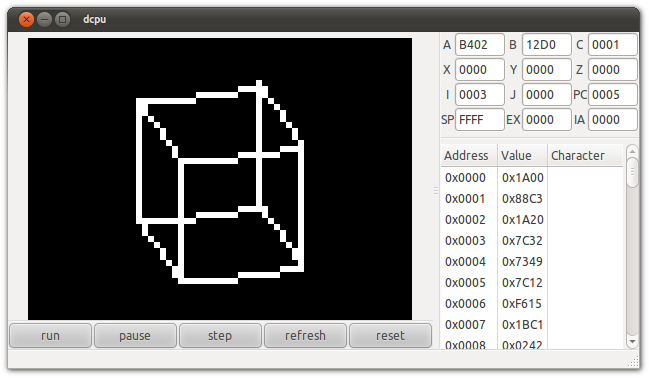 dcpu
A B402 B 12D0 C 0001
X 0000 Y 0000 Z 0000
I 0003 J 0000 PC 0005
SP FFFF EX 0000 IA 0000
Address Value Character
0x0000 0x1A00
0x0001 0x88C3
0x0002 0x1A20
0x0003 0x7C32
0x0004 0x7349
0x0005 0x7C12
0x0006 0xF615
0x0007 0x1BC1
0x0008 0x0242
run pause step refresh reset